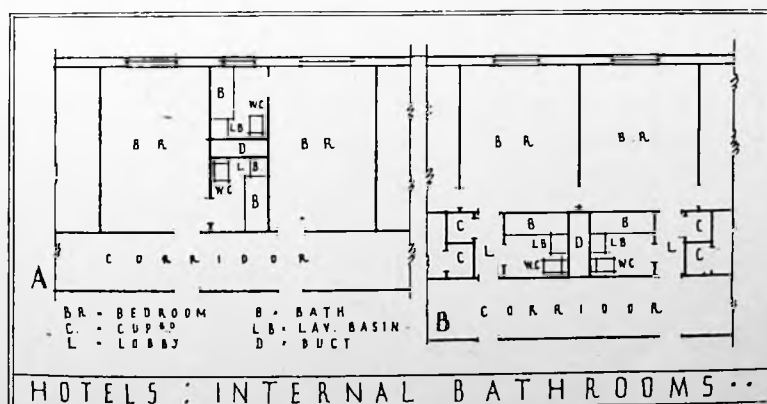 B
WC
LB
B R
D
B R
L B
WC
B
C O R R I D O R
A
BR = BEDROOM
C. = CUPBD
L = LOBBY
B = BATH
LB = LAV. BASIN
D = DUCT
B R
B R
C
B
B
C
L
LB
D
LB
L
C
WC
WC
C
C O R R I D O R
B
HOTELS : INTERNAL BATHROOMS··